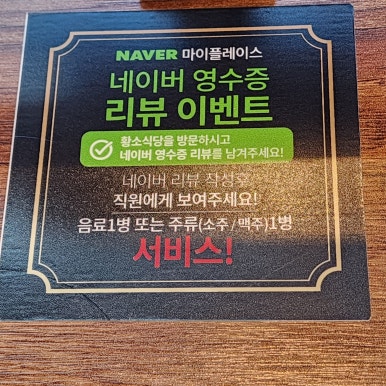 NAVER 마이플레이스
네이버 영수증
리뷰 이벤트
황소식당을 방문하시고
네이버 영수증 리뷰를 남겨주세요!
네이버 리뷰 작성후
직원에게 보여주세요!
음료1병 또는 주류(소주/맥주)1병
서비스!